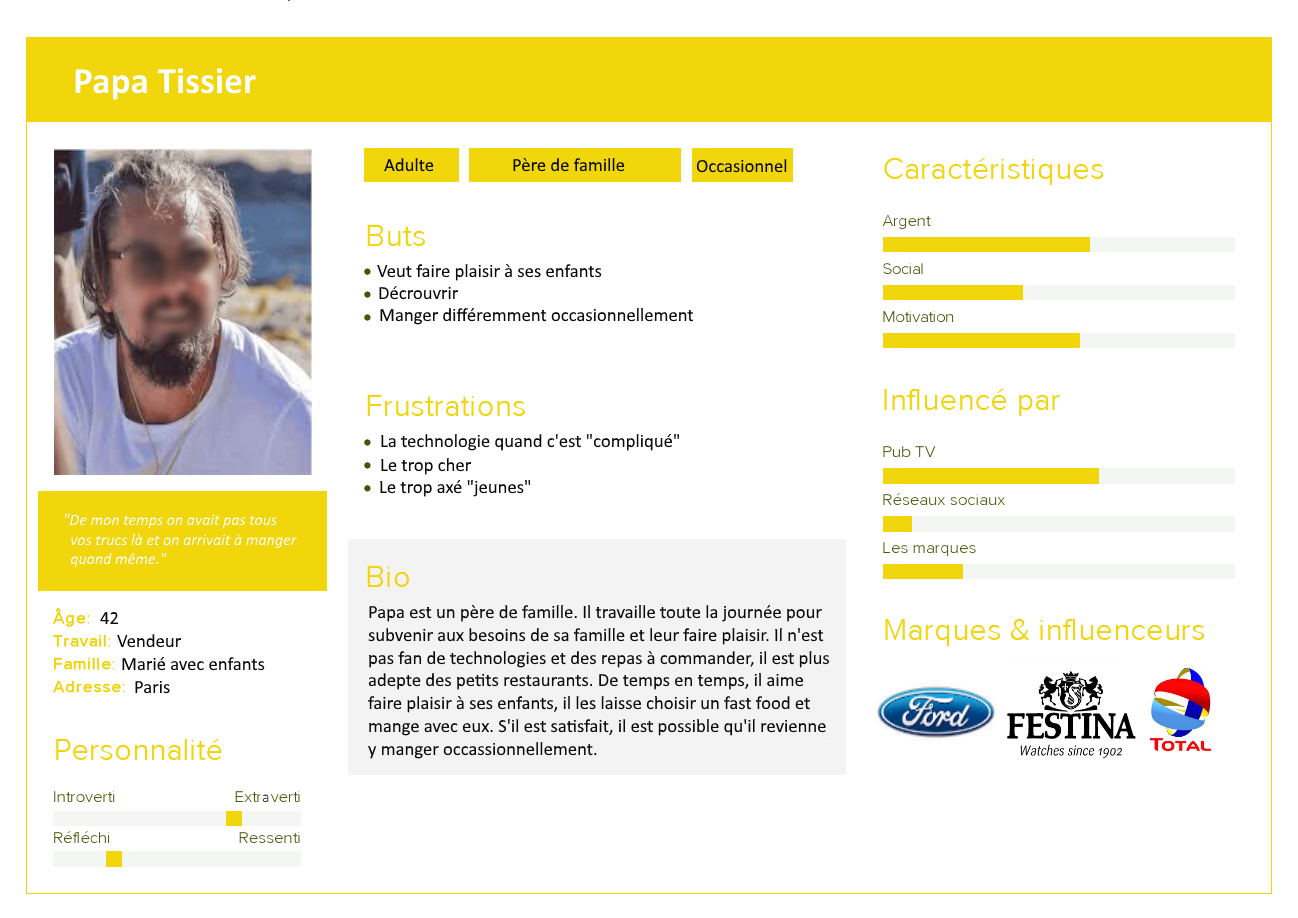 Papa Tissier
"De mon temps on avait pas tous
vos trucs là et on arrivait à manger
quand même."
Âge: 42
Travail: Vendeur
Famille: Marié avec enfants
Adresse: Paris
Personnalité
Introverti Extraverti
Réfléchi Ressenti
Adulte Père de famille Occasionnel
Buts
• Veut faire plaisir à ses enfants
• Décrouvrir
• Manger différemment occasionnellement
Frustrations
• La technologie quand c'est "compliqué"
• Le trop cher
• Le trop axé "jeunes"
Bio
Papa est un père de famille. Il travaille toute la journée pour
subvenir aux besoins de sa famille et leur faire plaisir. Il n'est
pas fan de technologies et des repas à commander, il est plus
adepte des petits restaurants. De temps en temps, il aime
faire plaisir à ses enfants, il les laisse choisir un fast food et
mange avec eux. S'il est satisfait, il est possible qu'il revienne
y manger occassionnellement.
Caractéristiques
Argent
Social
Motivation
Influencé par
Pub TV
Réseaux sociaux
Les marques
Marques & influenceurs
Ford
FESTINA
Watches since 1902
TOTAL